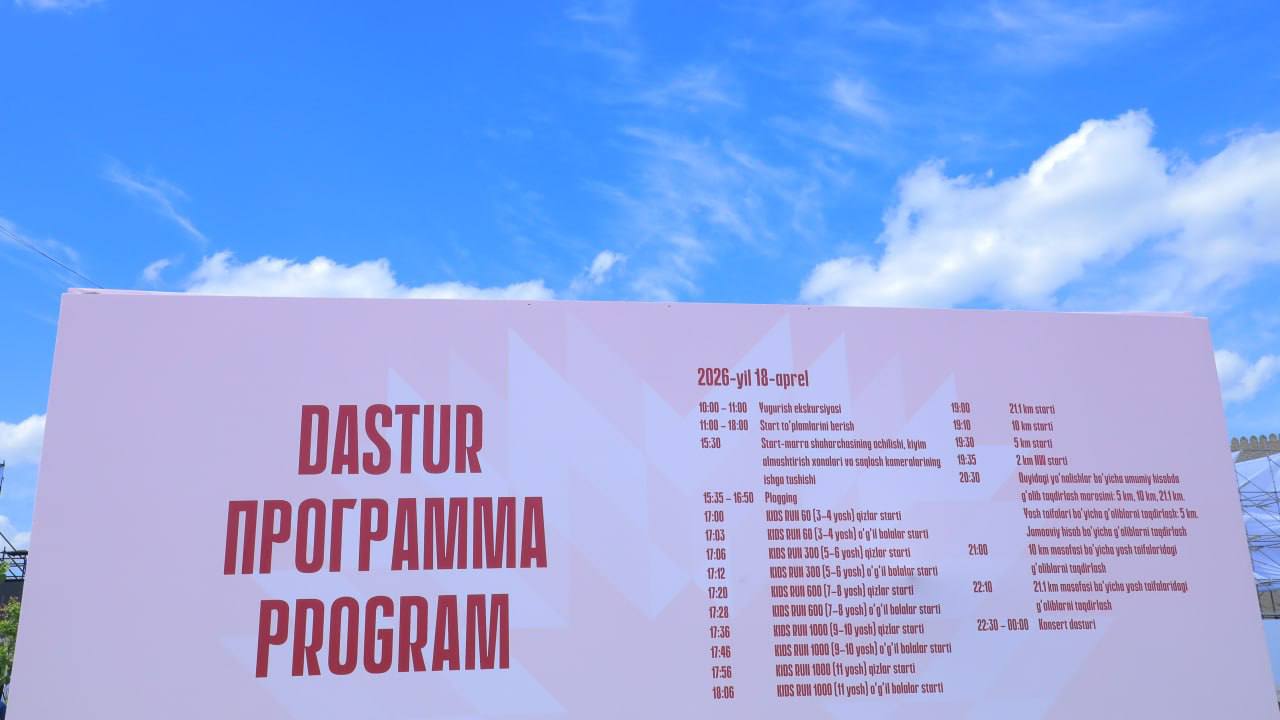 DASTUR
ПРОГРАММА
PROGRAM
2026-yil 18-aprel
10:00 – 11:00 Yugurish ekskursiyasi
11:00 – 18:00 Start to'plamlarini berish
15:30 Start-marra shaharchasining ochilishi, kiyim
almashtirish xonalari va saqlash kameralarining
ishga tushishi
15:35 – 16:50 Plogging
17:00 KIDS RUN 60 (3-4 yosh) qizlar starti
17:03 KIDS RUN 60 (3-4 yosh) o'g'il bolalar starti
17:06 KIDS RUN 300 (5-6 yosh) qizlar starti
17:12 KIDS RUN 300 (5-6 yosh) o'g'il bolalar starti
17:20 KIDS RUN 600 (7-8 yosh) qizlar starti
17:28 KIDS RUN 600 (7-8 yosh) o'g'il bolalar starti
17:36 KIDS RUN 1000 (9-10 yosh) qizlar starti
17:46 KIDS RUN 1000 (9-10 yosh) o'g'il bolalar starti
17:56 KIDS RUN 1000 (11 yosh) qizlar starti
18:06 KIDS RUN 1000 (11 yosh) o'g'il bolalar starti
19:00 21.1 km starti
19:10 10 km starti
19:30 5 km starti
19:35 2 km NW starti
20:30 Quyidagi yo'nalishlar bo'yicha umumiy hisobda
g'olib taqdirlash marosimi: 5 km, 10 km, 21.1 km.
Yosh toifalari bo'yicha g'oliblarni taqdirlash: 5 km.
Jamoaviy hisob bo'yicha g'oliblarni taqdirlash
21:00 10 km masofasi bo'yicha yosh toifalaridagi
g'oliblarni taqdirlash
22:10 21.1 km masofasi bo'yicha yosh toifalaridagi
g'oliblarni taqdirlash
22:30 – 00:00 Konsert dasturi